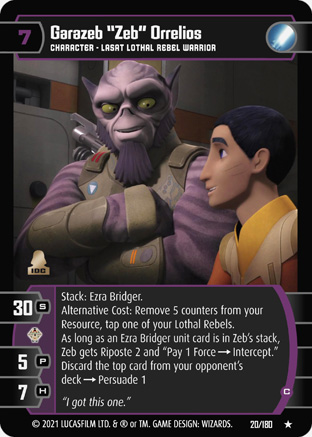 7
Garazeb "Zeb" Orrelios
CHARACTER • LASAT LOTHAL REBEL WARRIOR
IDC
30 S
5 P
7 H
Stack: Ezra Bridger.
Alternative Cost: Remove 5 counters from your
Resource, tap one of your Lothal Rebels.
As long as an Ezra Bridger unit card is in Zeb's stack,
Zeb gets Riposte 2 and "Pay 1 Force → Intercept."
Discard the top card from your opponent's
deck → Persuade 1
"I got this one."
C
© 2021 LUCASFILM LTD. & ® or TM. GAME DESIGN: WIZARDS.
20/180 ★